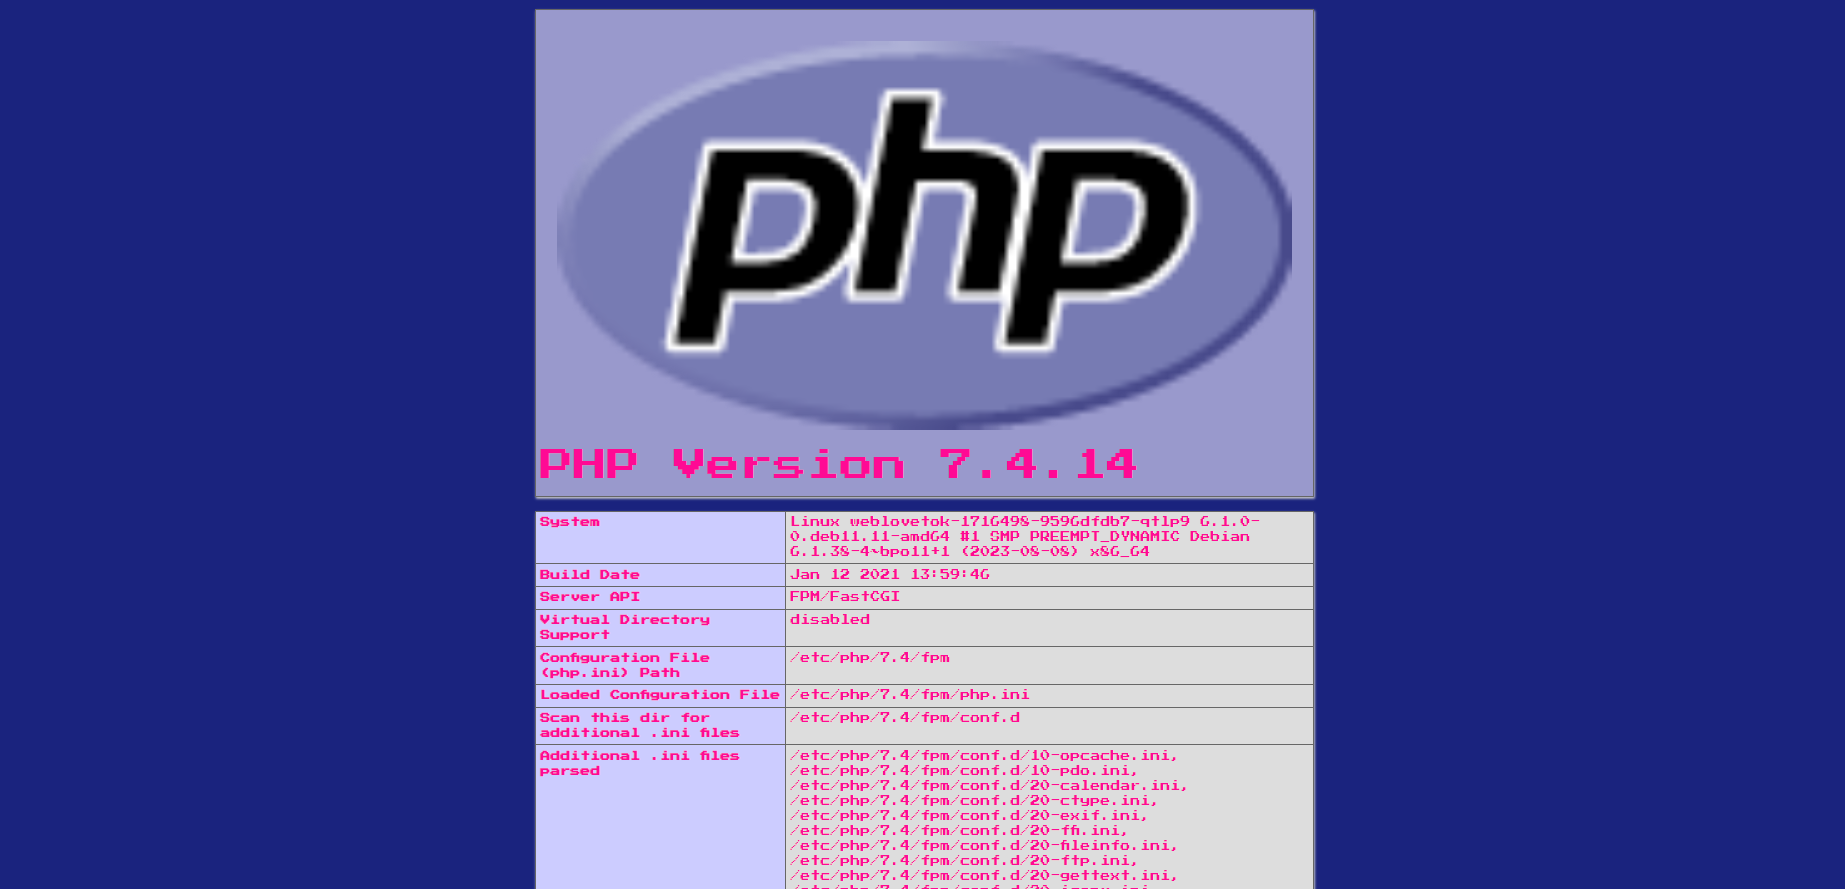 php
PHP Version 7.4.14
System
Linux weblovetok-1716498-9596dfdb7-qtlp9 6.1.0-
0.deb11.11-amd64 #1 SMP PREEMPT_DYNAMIC Debian
6.1.38-4~bpo11+1 (2023-08-08) x86_64
Build Date
Jan 12 2021 13:59:46
Server API
FPM/FastCGI
Virtual Directory
Support
disabled
Configuration File
(php.ini) Path
/etc/php/7.4/fpm
Loaded Configuration File
/etc/php/7.4/fpm/php.ini
Scan this dir for
additional .ini files
/etc/php/7.4/fpm/conf.d
Additional .ini files
parsed
/etc/php/7.4/fpm/conf.d/10-opcache.ini,
/etc/php/7.4/fpm/conf.d/10-pdo.ini,
/etc/php/7.4/fpm/conf.d/20-calendar.ini,
/etc/php/7.4/fpm/conf.d/20-ctype.ini,
/etc/php/7.4/fpm/conf.d/20-exif.ini,
/etc/php/7.4/fpm/conf.d/20-ffi.ini,
/etc/php/7.4/fpm/conf.d/20-fileinfo.ini,
/etc/php/7.4/fpm/conf.d/20-ftp.ini,
/etc/php/7.4/fpm/conf.d/20-gettext.ini,